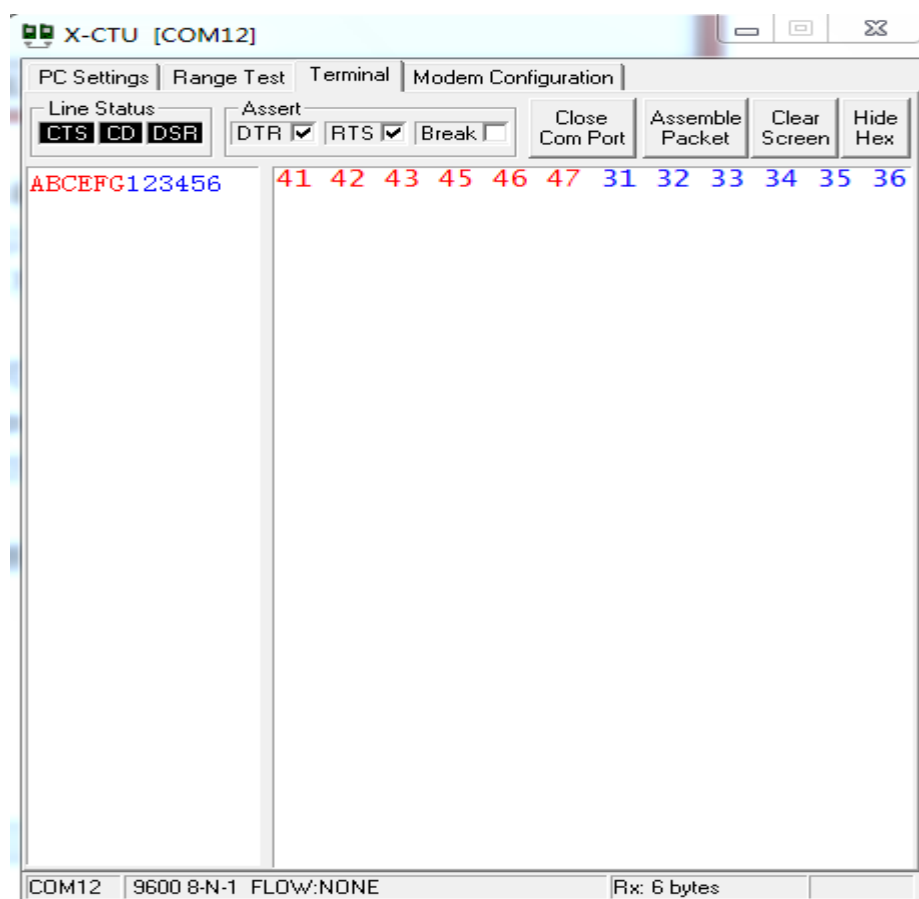 X-CTU [COM12]
PC Settings Range Test Terminal Modem Configuration
Line Status Assert
CTS CD DSR DTR RTS Break Close Com Port Assemble Packet Clear Screen Hide Hex
ABCEFG123456 41 42 43 45 46 47 31 32 33 34 35 36
COM12 9600 8-N-1 FLOW:NONE Rx: 6 bytes